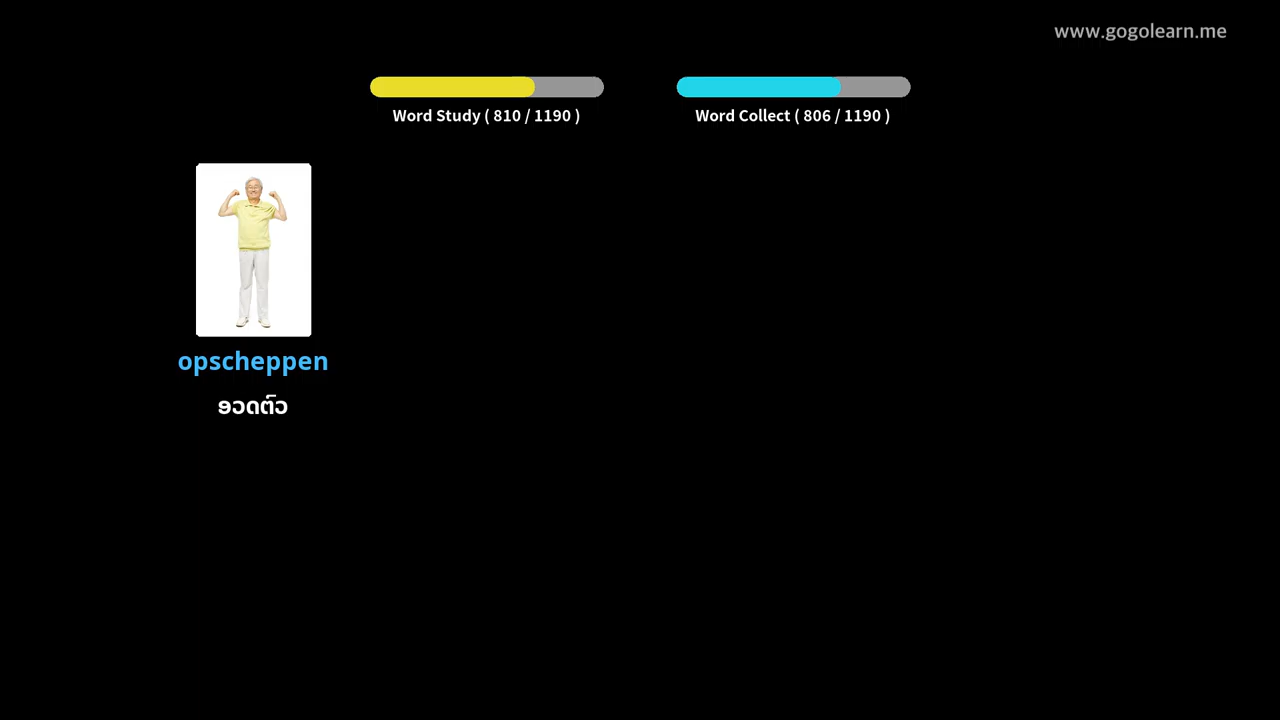 www.gogolearn.me
Word Study ( 810 / 1190 )
Word Collect ( 806 / 1190 )
opscheppen
ອວດຕົວ